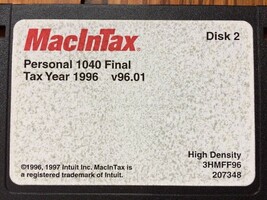 MacInTax®
Disk 2
Personal 1040 Final
Tax Year 1996 v96.01
©1996, 1997 Intuit Inc. MacInTax is
a registered trademark of Intuit.
High Density
3HMFF96
207348